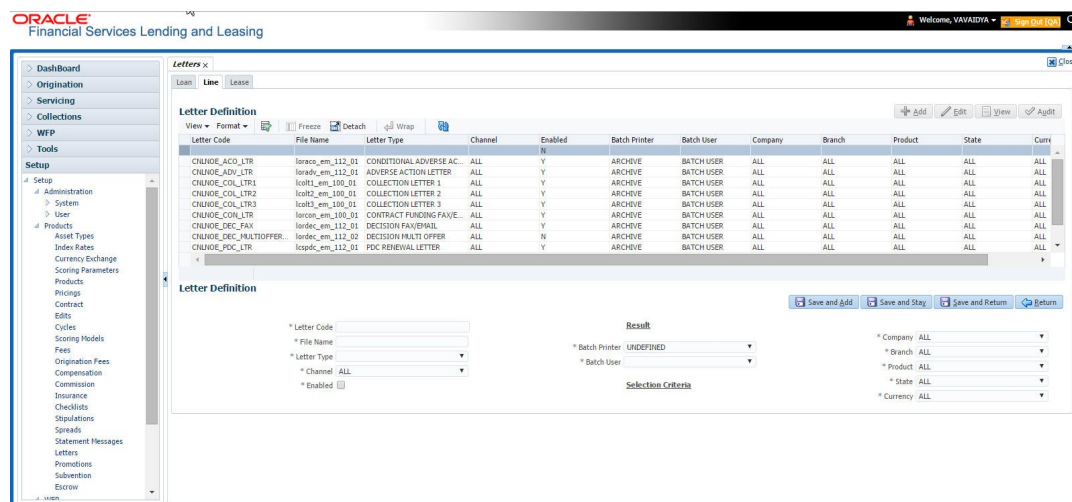 ORACLE
Financial Services Lending and Leasing
Welcome, VAVAIDYA
Sign Out [QA]
DashBoard
Origination
Servicing
Collections
WFP
Tools
Setup
Setup
Administration
System
User
Products
Asset Types
Index Rates
Currency Exchange
Scoring Parameters
Products
Pricings
Contract
Edits
Cycles
Scoring Models
Fees
Origination Fees
Compensation
Commission
Insurance
Checklists
Stipulations
Spreads
Statement Messages
Letters
Promotions
Subvention
Escrow
WFP
Letters x
Clos
Loan Line Lease
Letter Definition
Add Edit View Audit
View Format Freeze Detach Wrap
Letter Code File Name Letter Type Channel Enabled Batch Printer Batch User Company Branch Product State Curre
N
CNLNOE_ACO_LTR loraco_em_112_01 CONDITIONAL ADVERSE AC... ALL Y ARCHIVE BATCH USER ALL ALL ALL ALL ALL
CNLNOE_ADV_LTR loradv_em_112_01 ADVERSE ACTION LETTER ALL Y ARCHIVE BATCH USER ALL ALL ALL ALL ALL
CNLNOE_COL_LTR1 lcolt1_em_100_01 COLLECTION LETTER 1 ALL Y ARCHIVE BATCH USER ALL ALL ALL ALL ALL
CNLNOE_COL_LTR2 lcolt2_em_100_01 COLLECTION LETTER 2 ALL Y ARCHIVE BATCH USER ALL ALL ALL ALL ALL
CNLNOE_COL_LTR3 lcolt3_em_100_01 COLLECTION LETTER 3 ALL Y ARCHIVE BATCH USER ALL ALL ALL ALL ALL
CNLNOE_CON_LTR lorcon_em_100_01 CONTRACT FUNDING FAX/E... ALL Y ARCHIVE BATCH USER ALL ALL ALL ALL ALL
CNLNOE_DEC_FAX lordec_em_112_01 DECISION FAX/EMAIL ALL Y ARCHIVE BATCH USER ALL ALL ALL ALL ALL
CNLNOE_DEC_MULTIOFFER... lordec_em_112_02 DECISION MULTI OFFER ALL N ARCHIVE BATCH USER ALL ALL ALL ALL ALL
CNLNOE_PDC_LTR lcspdc_em_112_01 PDC RENEWAL LETTER ALL Y ARCHIVE BATCH USER ALL ALL ALL ALL ALL
Letter Definition
Save and Add Save and Stay Save and Return Return
* Letter Code
* File Name
* Letter Type
* Channel ALL
* Enabled
Result
* Batch Printer UNDEFINED
* Batch User
Selection Criteria
* Company ALL
* Branch ALL
* Product ALL
* State ALL
* Currency ALL